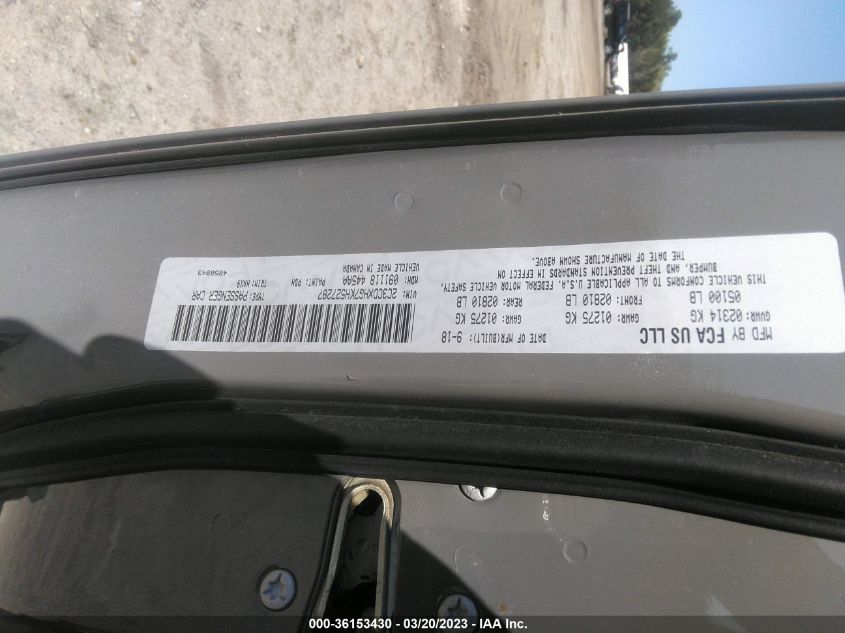 MFD BY FCA US LLC
DATE OF MFR(BUILT): 9-18
GVWR: 02314 KG
05100 LB
GAWR: 01275 KG
FRONT: 02810 LB
GAWR: 01275 KG
REAR: 02810 LB
THIS VEHICLE CONFORMS TO ALL APPLICABLE U.S.A. FEDERAL MOTOR VEHICLE SAFETY,
BUMPER, AND THEFT PREVENTION STANDARDS IN EFFECT ON
THE DATE OF MANUFACTURE SHOWN ABOVE.
VIN: 2C3CDXHG7KH527287
TYPE: PASSENGER CAR
MDH: 091118 445AA
PAINT: PDN
VEHICLE MADE IN CANADA
4850843
000-36153430 - 03/20/2023 - IAA Inc.